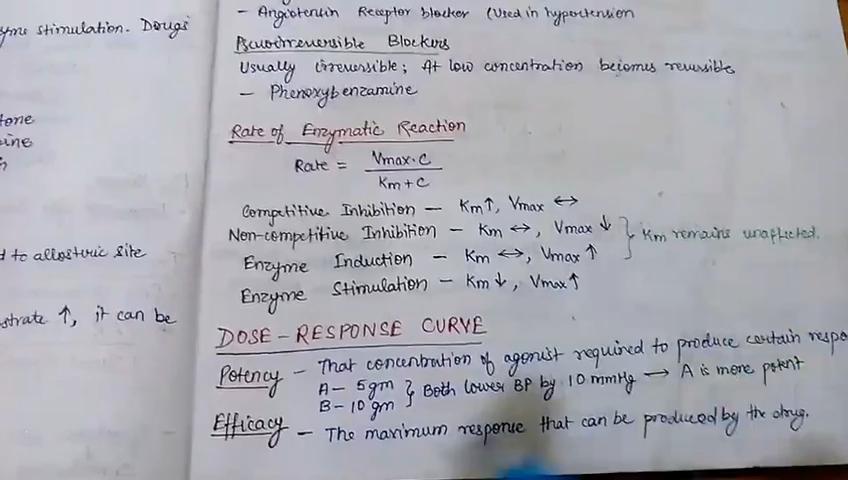 yme stimulation. Dougs
tone
ine
d to allosteric site
strate ↑, it can be
- Angiotensin Receptor blocker (Used in hypertension
Pseuoirreversible Blockers
Usually irreversible; At low concentration becomes reversible
- Phenoxybenzamine
Rate of Enzymatic Reaction
Rate = Vmax.C
Km+C
Competitive Inhibition - Km↑, Vmax ↔
Non-competitive Inhibition - Km ↔, Vmax ↓ } Km remains unaffected.
Enzyme Induction - Km ↔, Vmax ↑
Enzyme Stimulation - Km ↓, Vmax ↑
DOSE-RESPONSE CURVE
Potency - That concentration of agonist required to produce certain respo
A- 5gm } Both lower BP by 10 mmHg → A is more potent
B-10 gm
Efficacy - The maximum response that can be produced by the drug.